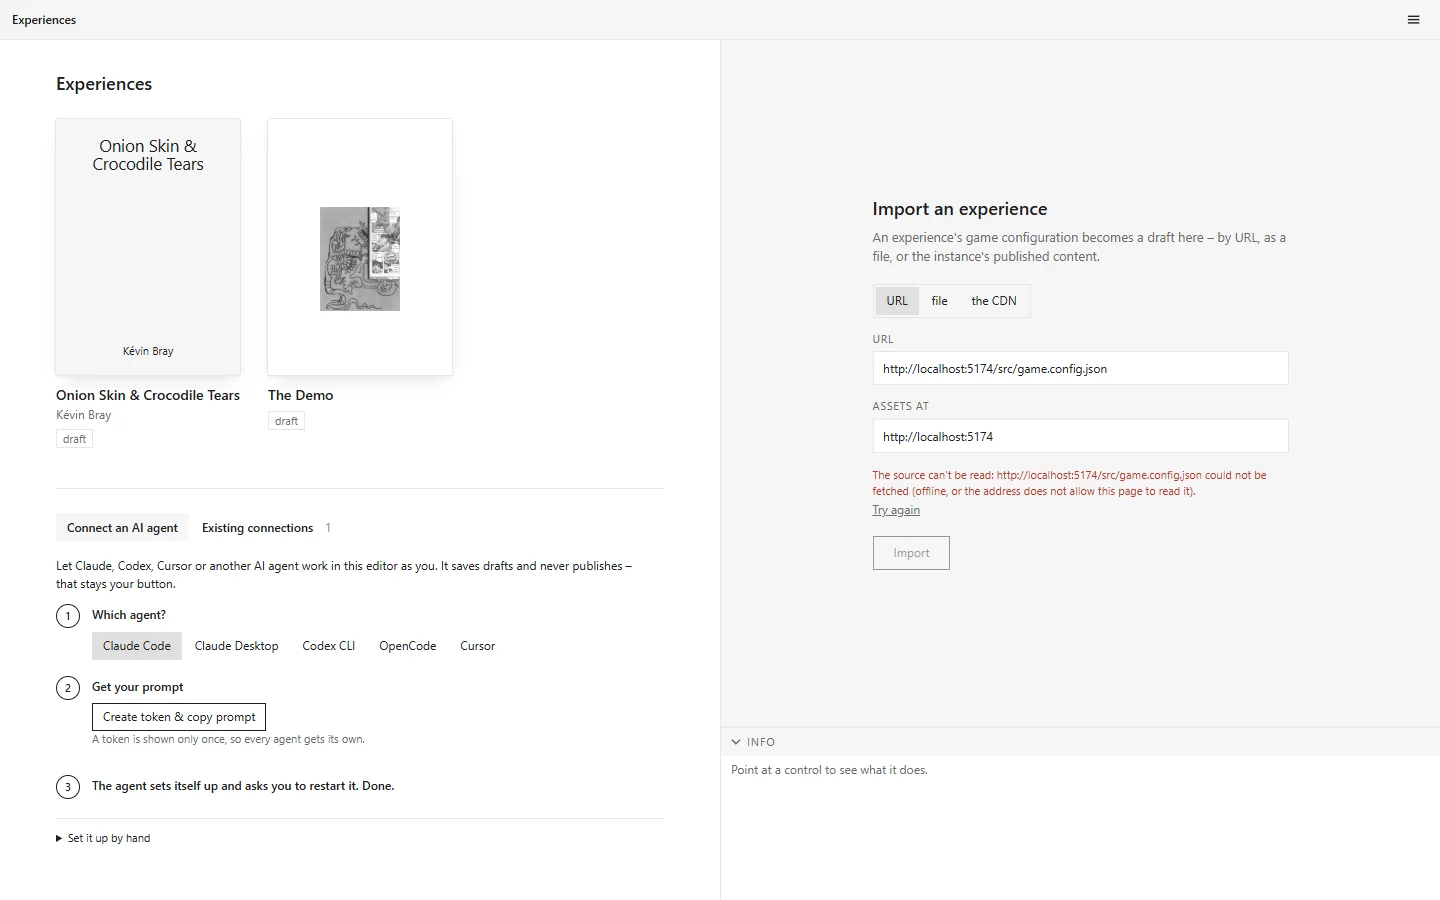 Experiences
Experiences
Onion Skin &
Crocodile Tears
Kévin Bray
Onion Skin & Crocodile Tears
Kévin Bray
draft
The Demo
draft
Connect an AI agent
Existing connections 1
Let Claude, Codex, Cursor or another AI agent work in this editor as you. It saves drafts and never publishes –
that stays your button.
1 Which agent?
Claude Code Claude Desktop Codex CLI OpenCode Cursor
2 Get your prompt
Create token & copy prompt
A token is shown only once, so every agent gets its own.
3 The agent sets itself up and asks you to restart it. Done.
Set it up by hand
Import an experience
An experience's game configuration becomes a draft here – by URL, as a
file, or the instance's published content.
URL file the CDN
URL
http://localhost:5174/src/game.config.json
ASSETS AT
http://localhost:5174
The source can't be read: http://localhost:5174/src/game.config.json could not be
fetched (offline, or the address does not allow this page to read it).
Try again
Import
INFO
Point at a control to see what it does.